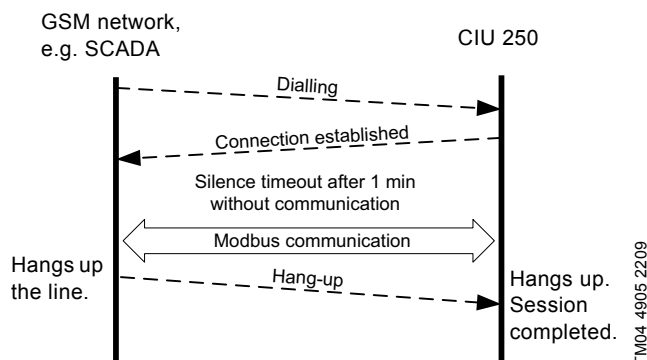 GSM network,
e.g. SCADA
CIU 250
Dialling
Connection established
Silence timeout after 1 min
without communication
Modbus communication
Hangs up
the line.
Hang-up
Hangs up.
Session
completed.
TM04 4905 2209